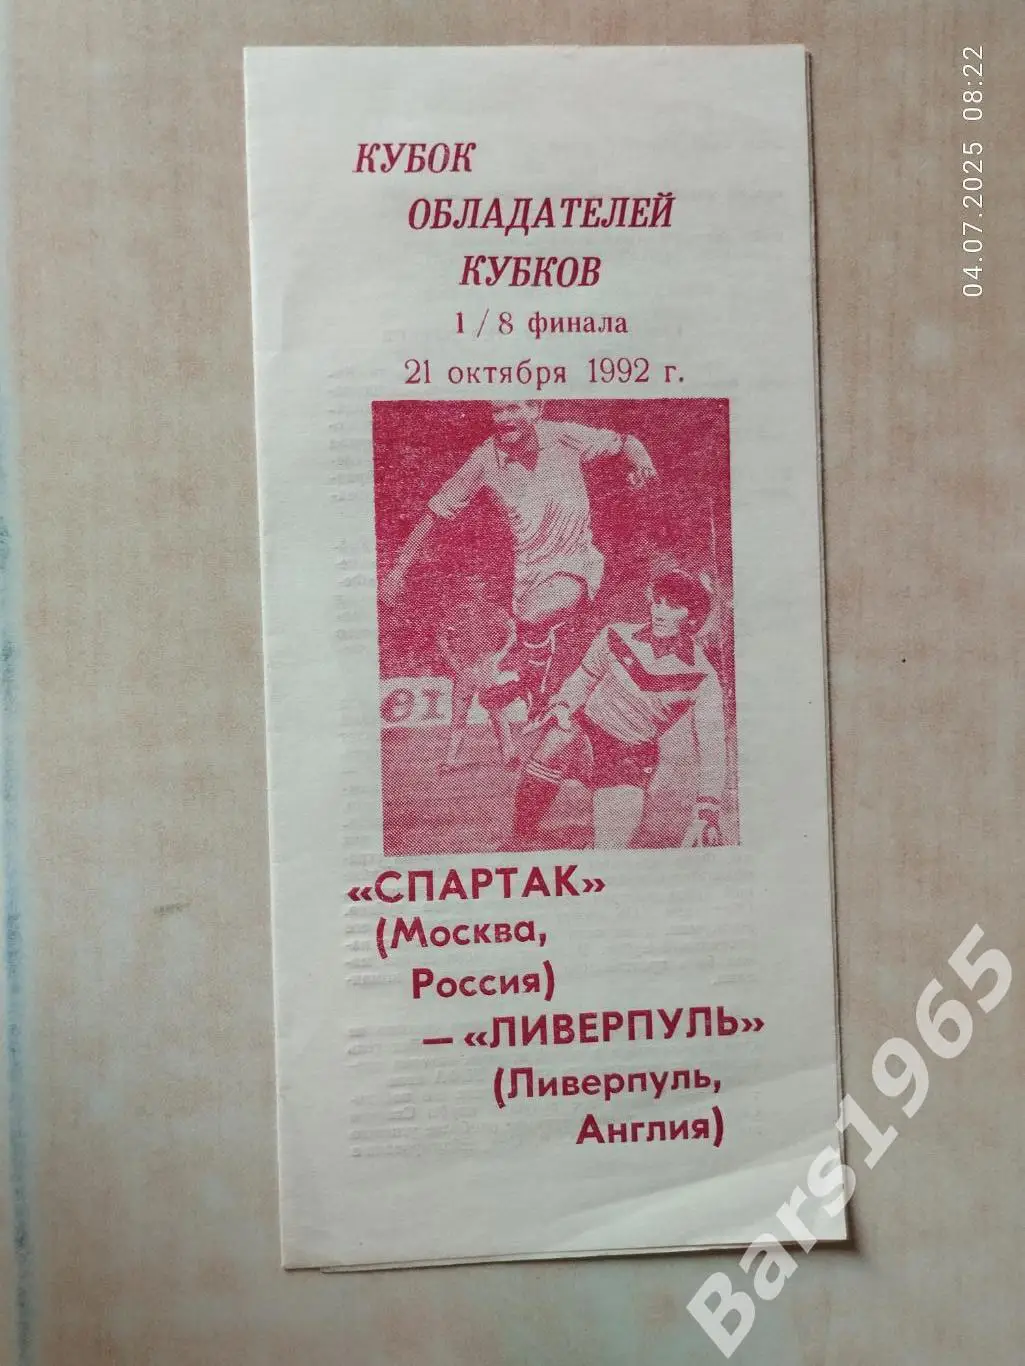 КУБОК
ОБЛАДАТЕЛЕЙ
КУБКОВ
1/8 финала
21 октября 1992 г.
«СПАРТАК»
(Москва,
Россия)
— «ЛИВЕРПУЛЬ»
(Ливерпуль,
Англия)
04.07.2025 08:22
Bars1965